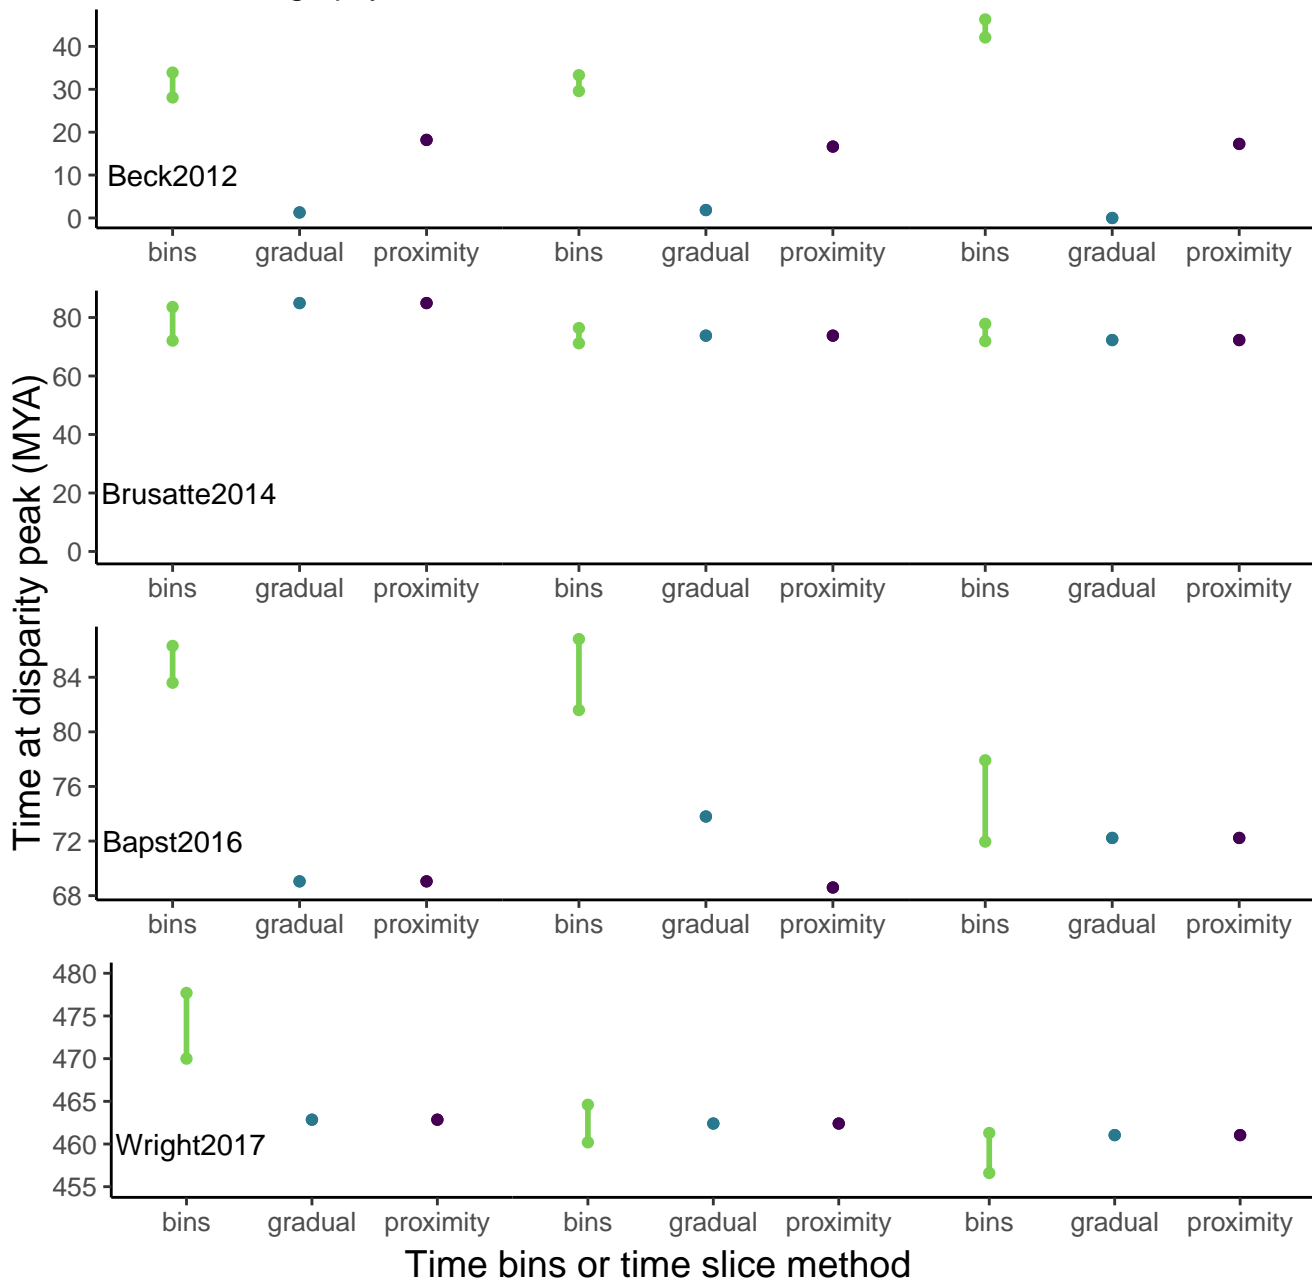 40
30
20
10
0
Beck2012
bins gradual proximity bins gradual proximity bins gradual proximity
80
60
40
20
0
Brusatte2014
bins gradual proximity bins gradual proximity bins gradual proximity
Time at disparity peak (MYA)
84
80
76
72
68
Bapst2016
bins gradual proximity bins gradual proximity bins gradual proximity
480
475
470
465
460
455
Wright2017
bins gradual proximity bins gradual proximity bins gradual proximity
Time bins or time slice method